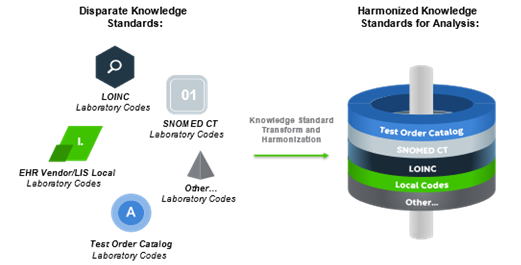 Disparate Knowledge
Standards:
LOINC
Laboratory Codes
01
SNOMED CT
Laboratory Codes
I.
EHR Vendor/LIS Local
Laboratory Codes
Other...
Laboratory Codes
A
Test Order Catalog
Laboratory Codes
Knowledge Standard
Transform and
Harmonization
Harmonized Knowledge
Standards for Analysis:
Test Order Catalog
SNOMED CT
LOINC
Local Codes
Other...